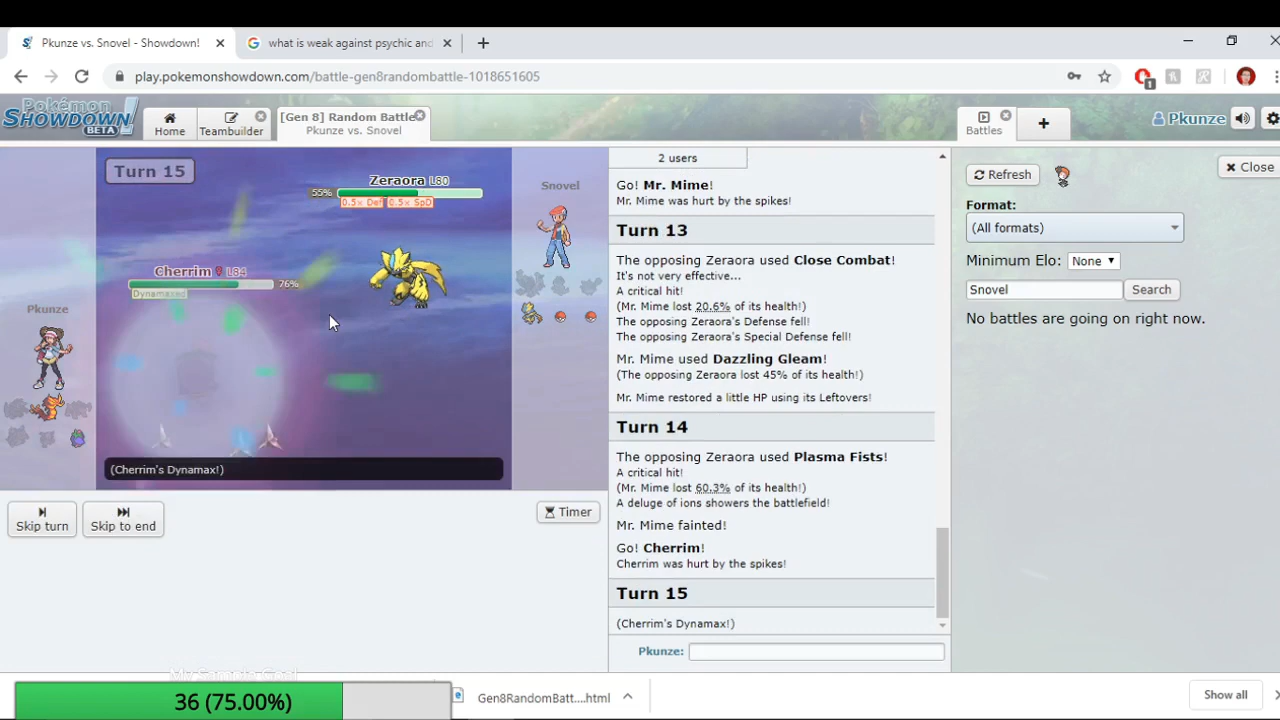 Pkunze vs. Snovel - Showdown!
what is weak against psychic and
play.pokemonshowdown.com/battle-gen8randombattle-1018651605
1
Pokémon
SHOWDOWN!
BETA
Home
Teambuilder
[Gen 8] Random Battle
Pkunze vs. Snovel
Battles
Pkunze
Turn 15
Zeraora L80
55%
0.5× Def 0.5× SpD
Cherrim L84
76%
Dynamaxed
Pkunze
Snovel
(Cherrim's Dynamax!)
Skip turn
Skip to end
Timer
2 users
Go! Mr. Mime!
Mr. Mime was hurt by the spikes!
Turn 13
The opposing Zeraora used Close Combat!
It's not very effective...
A critical hit!
(Mr. Mime lost 20.6% of its health!)
The opposing Zeraora's Defense fell!
The opposing Zeraora's Special Defense fell!
Mr. Mime used Dazzling Gleam!
(The opposing Zeraora lost 45% of its health!)
Mr. Mime restored a little HP using its Leftovers!
Turn 14
The opposing Zeraora used Plasma Fists!
A critical hit!
(Mr. Mime lost 60.3% of its health!)
A deluge of ions showers the battlefield!
Mr. Mime fainted!
Go! Cherrim!
Cherrim was hurt by the spikes!
Turn 15
(Cherrim's Dynamax!)
Pkunze:
Close
Refresh
Format:
(All formats)
Minimum Elo: None
Snovel
Search
No battles are going on right now.
My Sample Goal
36 (75.00%)
Gen8RandomBatt....html
Show all